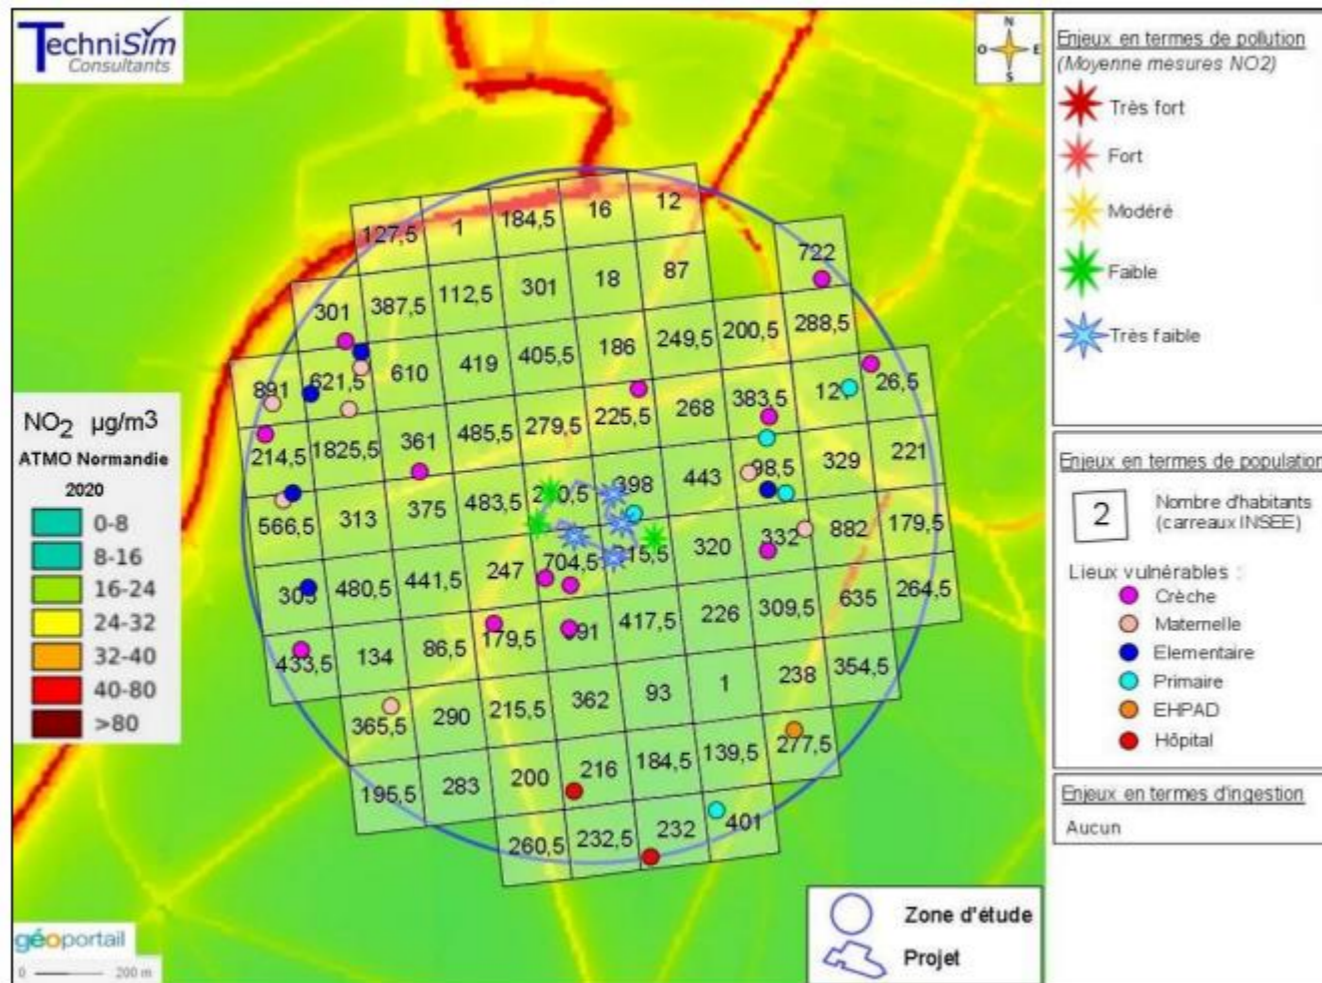 TechniSim
Consultants
N
O E
S
127,5 1 184,5 16 12
722
301 387,5 112,5 301 18 87
891 621,5 610 419 405,5 186 249,5 200,5 288,5
214,5 1825,5 361 485,5 279,5 225,5 268 383,5 26,5
566,5 313 375 483,5 398 443 329 221
480,5 441,5 247 704,5 320 332 882 179,5
433,5 134 86,5 179,5 417,5 226 309,5 635 264,5
365,5 290 215,5 362 93 1 238 354,5
195,5 283 200 216 184,5 139,5 277,5
260,5 232,5 232 401
NO2 µg/m3
ATMO Normandie
2020
0-8
8-16
16-24
24-32
32-40
40-80
>80
géoportail
0 200 m
Zone d'étude
Projet
Enjeux en termes de pollution
(Moyenne mesures NO2)
Très fort
Fort
Modéré
Faible
Très faible
Enjeux en termes de population
2
Nombre d'habitants
(carreaux INSEE)
Lieux vulnérables :
Crèche
Maternelle
Elementaire
Primaire
EHPAD
Hôpital
Enjeux en termes d'ingestion
Aucun